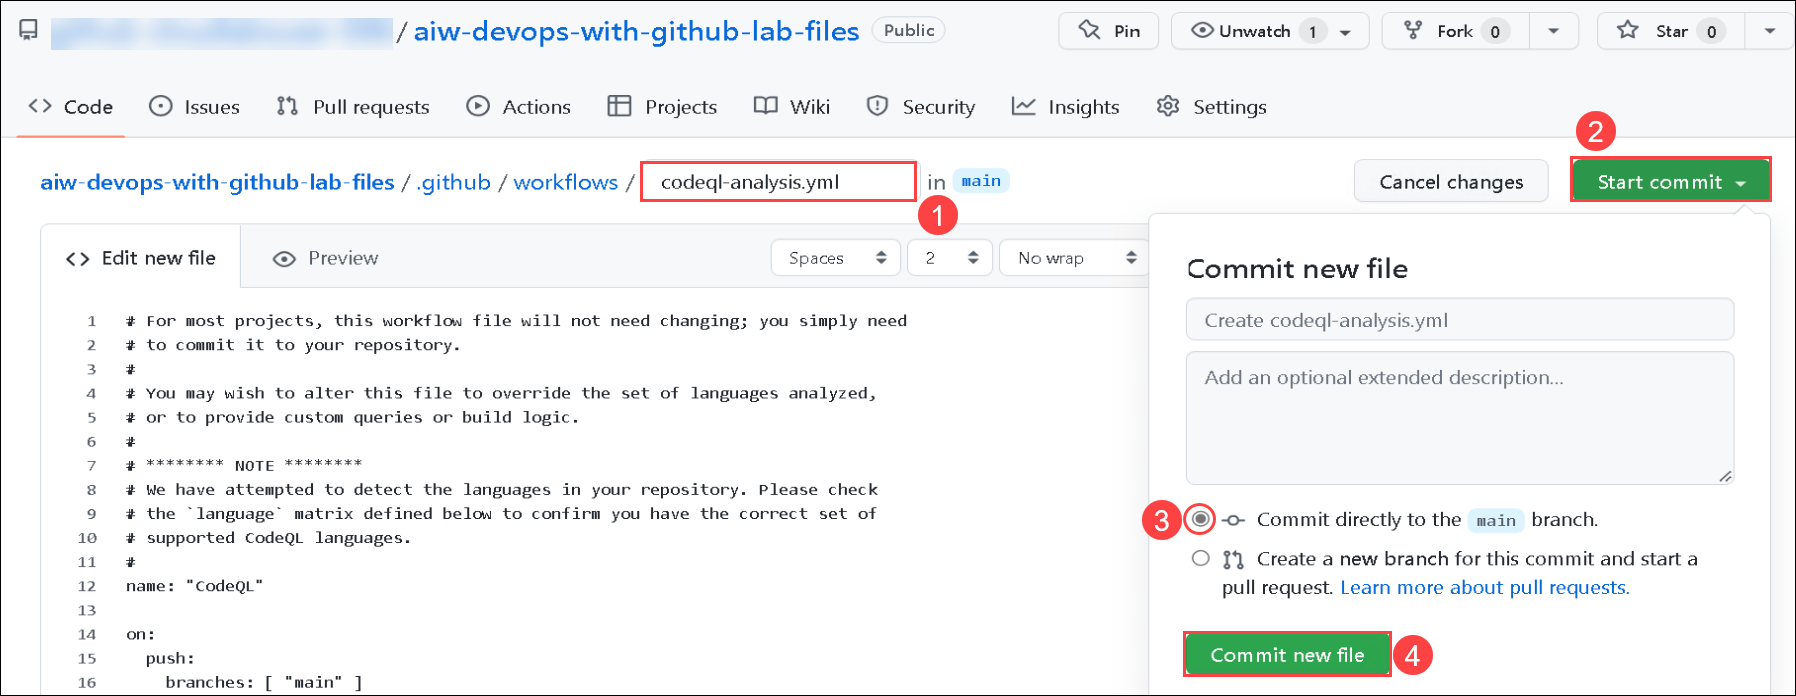 / aiw-devops-with-github-lab-files Public Pin Unwatch 1 Fork 0 Star 0
Code Issues Pull requests Actions Projects Wiki Security Insights Settings
2
aiw-devops-with-github-lab-files / .github / workflows / codeql-analysis.yml in main Cancel changes Start commit
1
Edit new file Preview Spaces 2 No wrap
Commit new file
Create codeql-analysis.yml
Add an optional extended description...
3 Commit directly to the main branch.
Create a new branch for this commit and start a
pull request. Learn more about pull requests.
Commit new file 4
1 # For most projects, this workflow file will not need changing; you simply need
2 # to commit it to your repository.
3 #
4 # You may wish to alter this file to override the set of languages analyzed,
5 # or to provide custom queries or build logic.
6 #
7 # ******** NOTE ********
8 # We have attempted to detect the languages in your repository. Please check
9 # the `language` matrix defined below to confirm you have the correct set of
10 # supported CodeQL languages.
11 #
12 name: "CodeQL"
13
14 on:
15 push:
16 branches: [ "main" ]